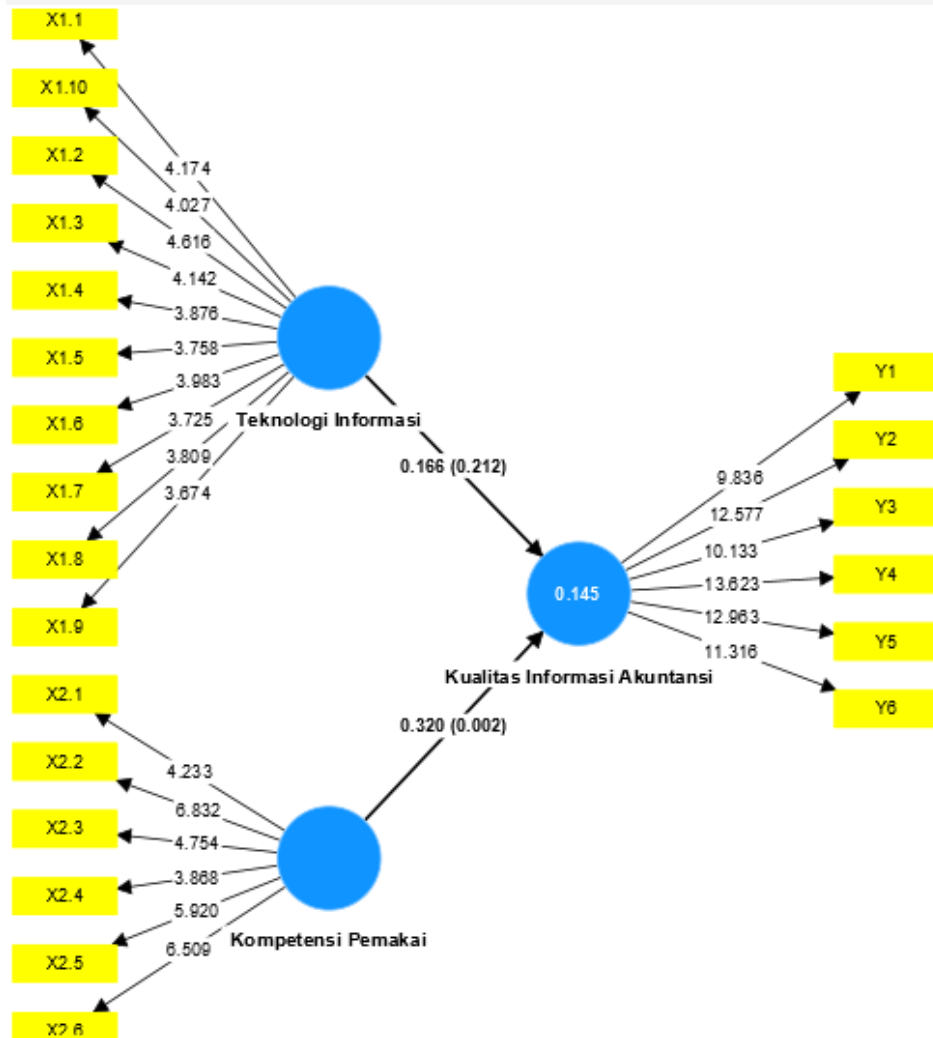 X1.1
X1.10
X1.2
X1.3
X1.4
X1.5
X1.6
X1.7
X1.8
X1.9
4.174
4.027
4.616
4.142
3.876
3.758
3.983
3.725
3.809
3.674
Teknologi Informasi
0.166 (0.212)
X2.1
X2.2
X2.3
X2.4
X2.5
X2.6
4.233
6.832
4.754
3.868
5.920
6.509
Kompetensi Pemakai
0.320 (0.002)
0.145
Kualitas Informasi Akuntansi
9.836
12.577
10.133
13.623
12.963
11.316
Y1
Y2
Y3
Y4
Y5
Y6